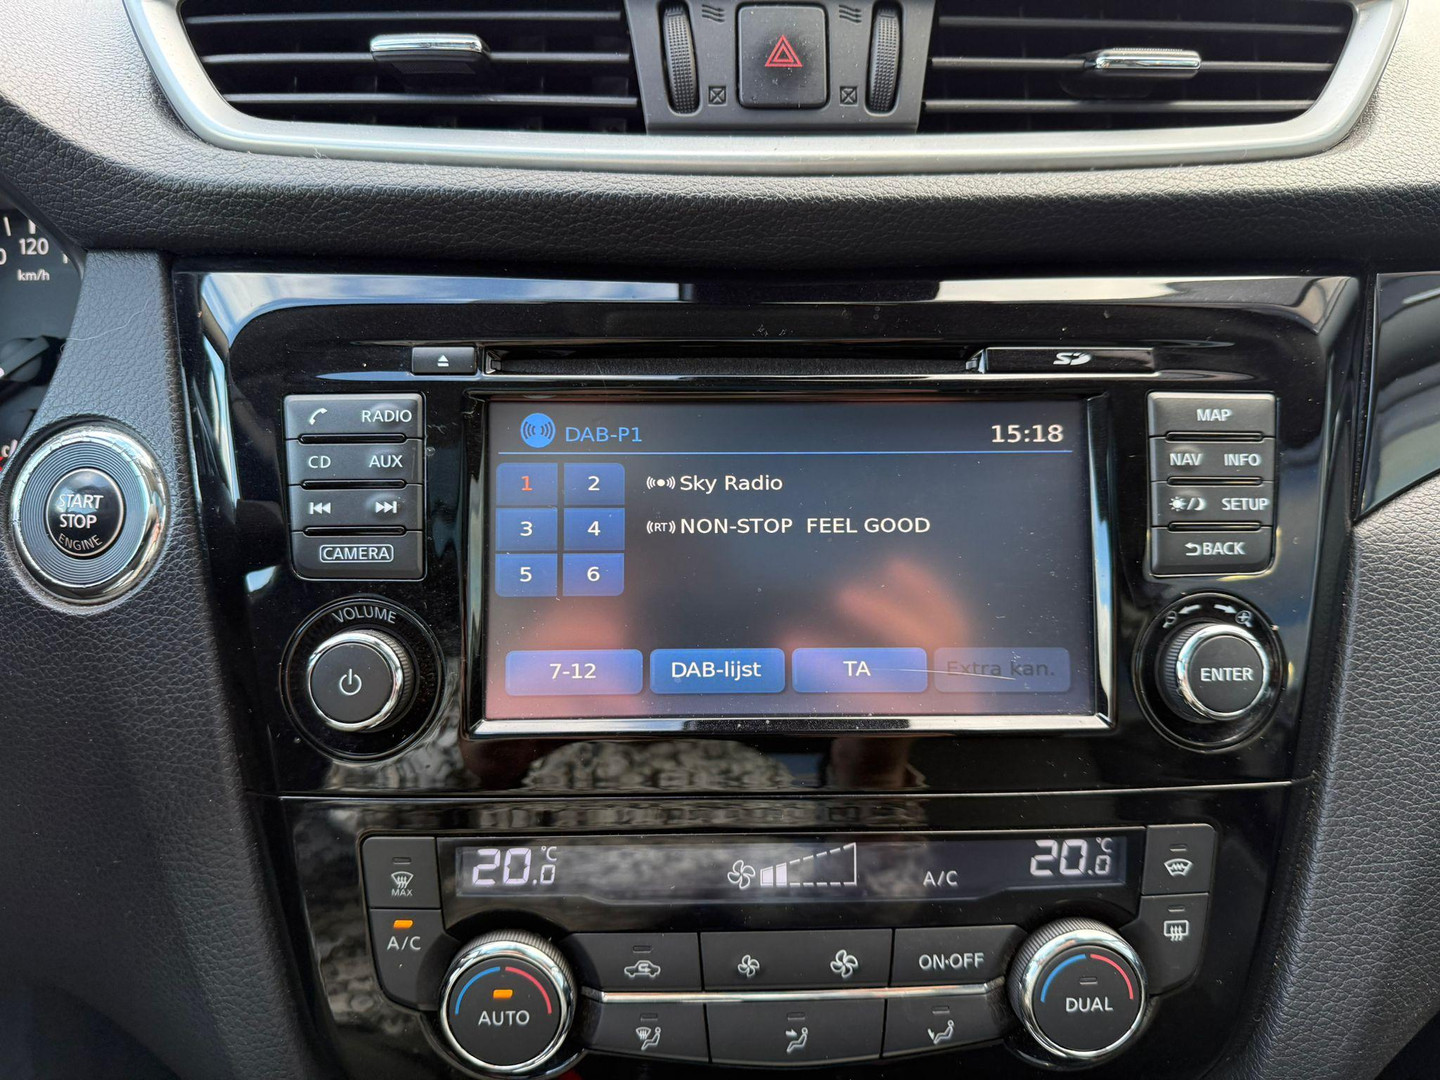 120
km/h
SD
RADIO
CD AUX
CAMERA
VOLUME
START
STOP
ENGINE
DAB-P1 15:18
1 2 Sky Radio
3 4 (RT) NON-STOP FEEL GOOD
5 6
7-12 DAB-lijst TA Extra kan.
MAP
NAV INFO
SETUP
BACK
ENTER
20.0 °C A/C 20.0 °C
MAX
A/C
AUTO
ON·OFF
DUAL